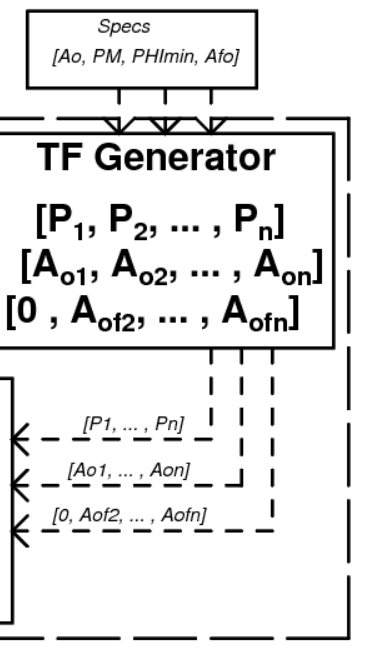 Specs
[Ao, PM, PHImin, Afo]
TF Generator
[P1, P2, ... , Pn]
[Ao1, Ao2, ... , Aon]
[0 , Aof2, ... , Aofn]
[P1, ... , Pn]
[Ao1, ... , Aon]
[0, Aof2, ... , Aofn]